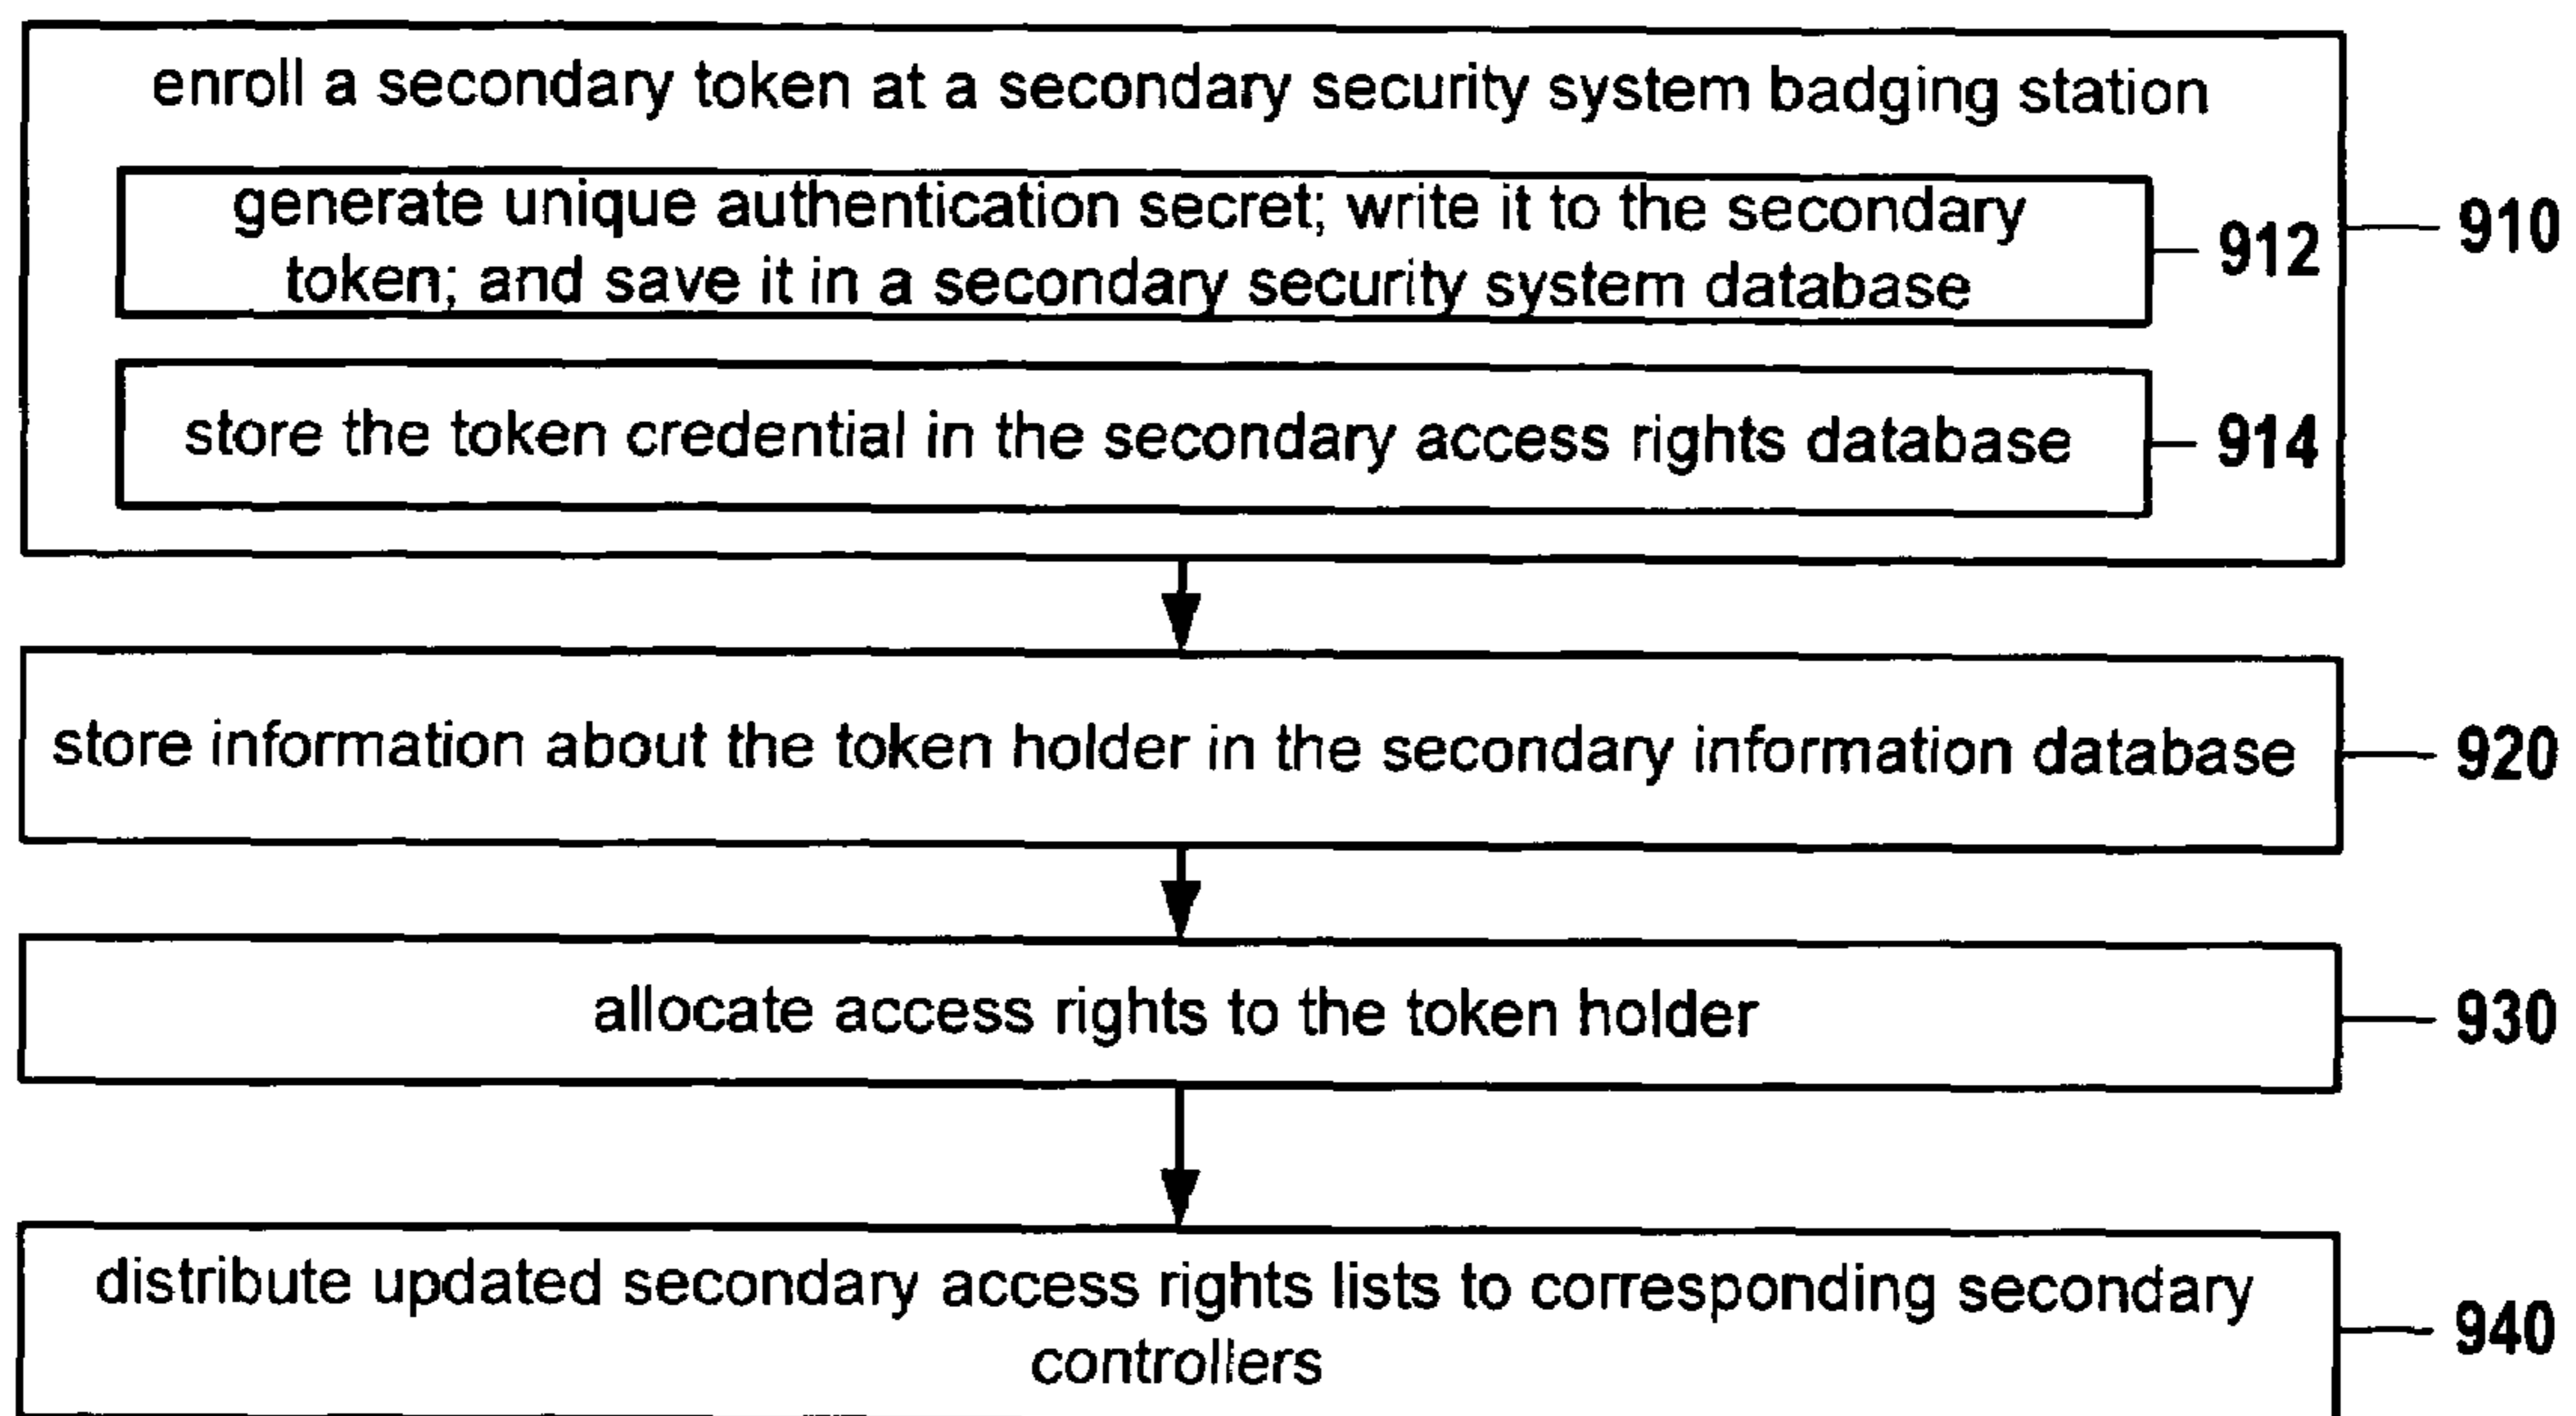 enroll a secondary token at a secondary security system badging station
generate unique authentication secret; write it to the secondary
token; and save it in a secondary security system database
912
910
store the token credential in the secondary access rights database
914
store information about the token holder in the secondary information database
920
allocate access rights to the token holder
930
distribute updated secondary access rights lists to corresponding secondary
controllers
940